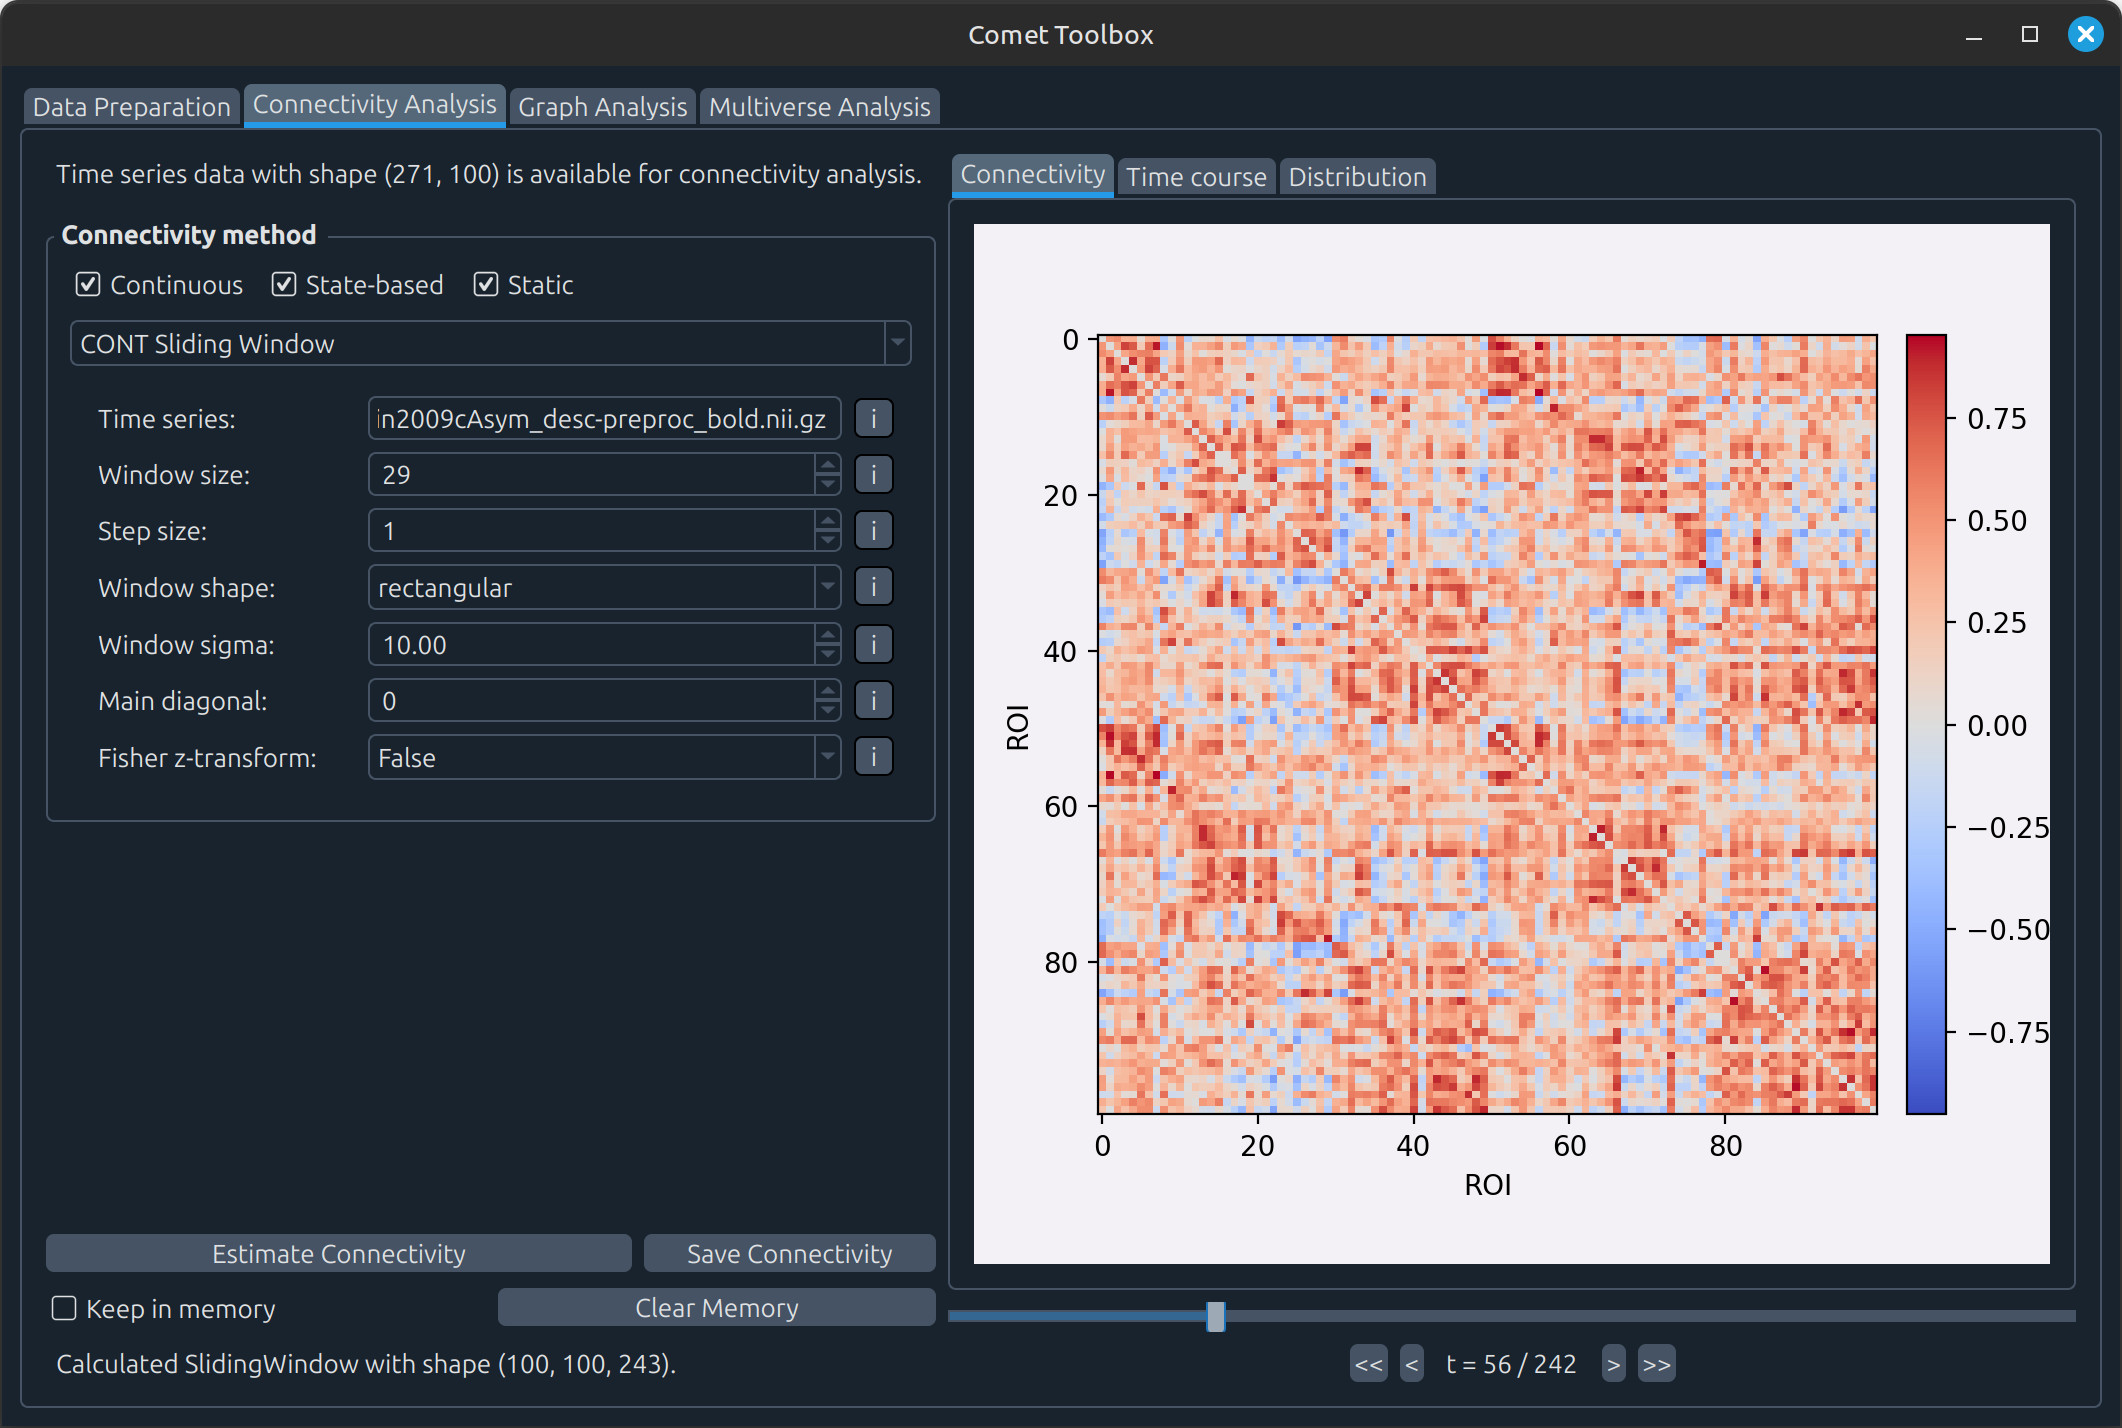 Comet Toolbox
Data Preparation
Connectivity Analysis
Graph Analysis
Multiverse Analysis
Time series data with shape (271, 100) is available for connectivity analysis.
Connectivity method
Continuous
State-based
Static
CONT Sliding Window
Time series:
in2009cAsym_desc-preproc_bold.nii.gz
i
Window size:
29
i
Step size:
1
i
Window shape:
rectangular
i
Window sigma:
10.00
i
Main diagonal:
0
i
Fisher z-transform:
False
i
Estimate Connectivity
Save Connectivity
Keep in memory
Clear Memory
Calculated SlidingWindow with shape (100, 100, 243).
Connectivity
Time course
Distribution
0
20
40
60
80
ROI
0
20
40
60
80
ROI
0.75
0.50
0.25
0.00
−0.25
−0.50
−0.75
<<
<
t = 56 / 242
>
>>